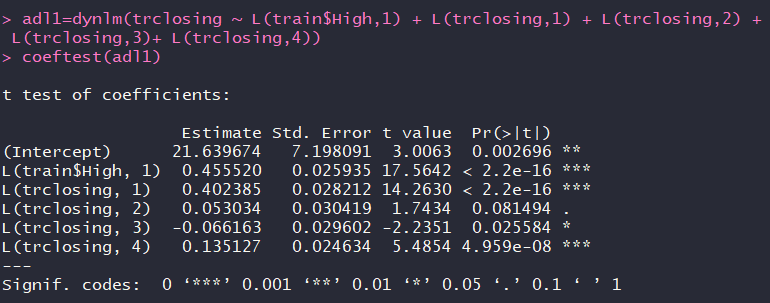 > adl1=dynlm(trclosing ~ L(train$High,1) + L(trclosing,1) + L(trclosing,2) +
L(trclosing,3)+ L(trclosing,4))
> coeftest(adl1)
t test of coefficients:
Estimate Std. Error t value Pr(>|t|)
(Intercept) 21.639674 7.198091 3.0063 0.002696 **
L(train$High, 1) 0.455520 0.025935 17.5642 < 2.2e-16 ***
L(trclosing, 1) 0.402385 0.028212 14.2630 < 2.2e-16 ***
L(trclosing, 2) 0.053034 0.030419 1.7434 0.081494 .
L(trclosing, 3) -0.066163 0.029602 -2.2351 0.025584 *
L(trclosing, 4) 0.135127 0.024634 5.4854 4.959e-08 ***
---
Signif. codes: 0 ‘***’ 0.001 ‘**’ 0.01 ‘*’ 0.05 ‘.’ 0.1 ‘ ’ 1